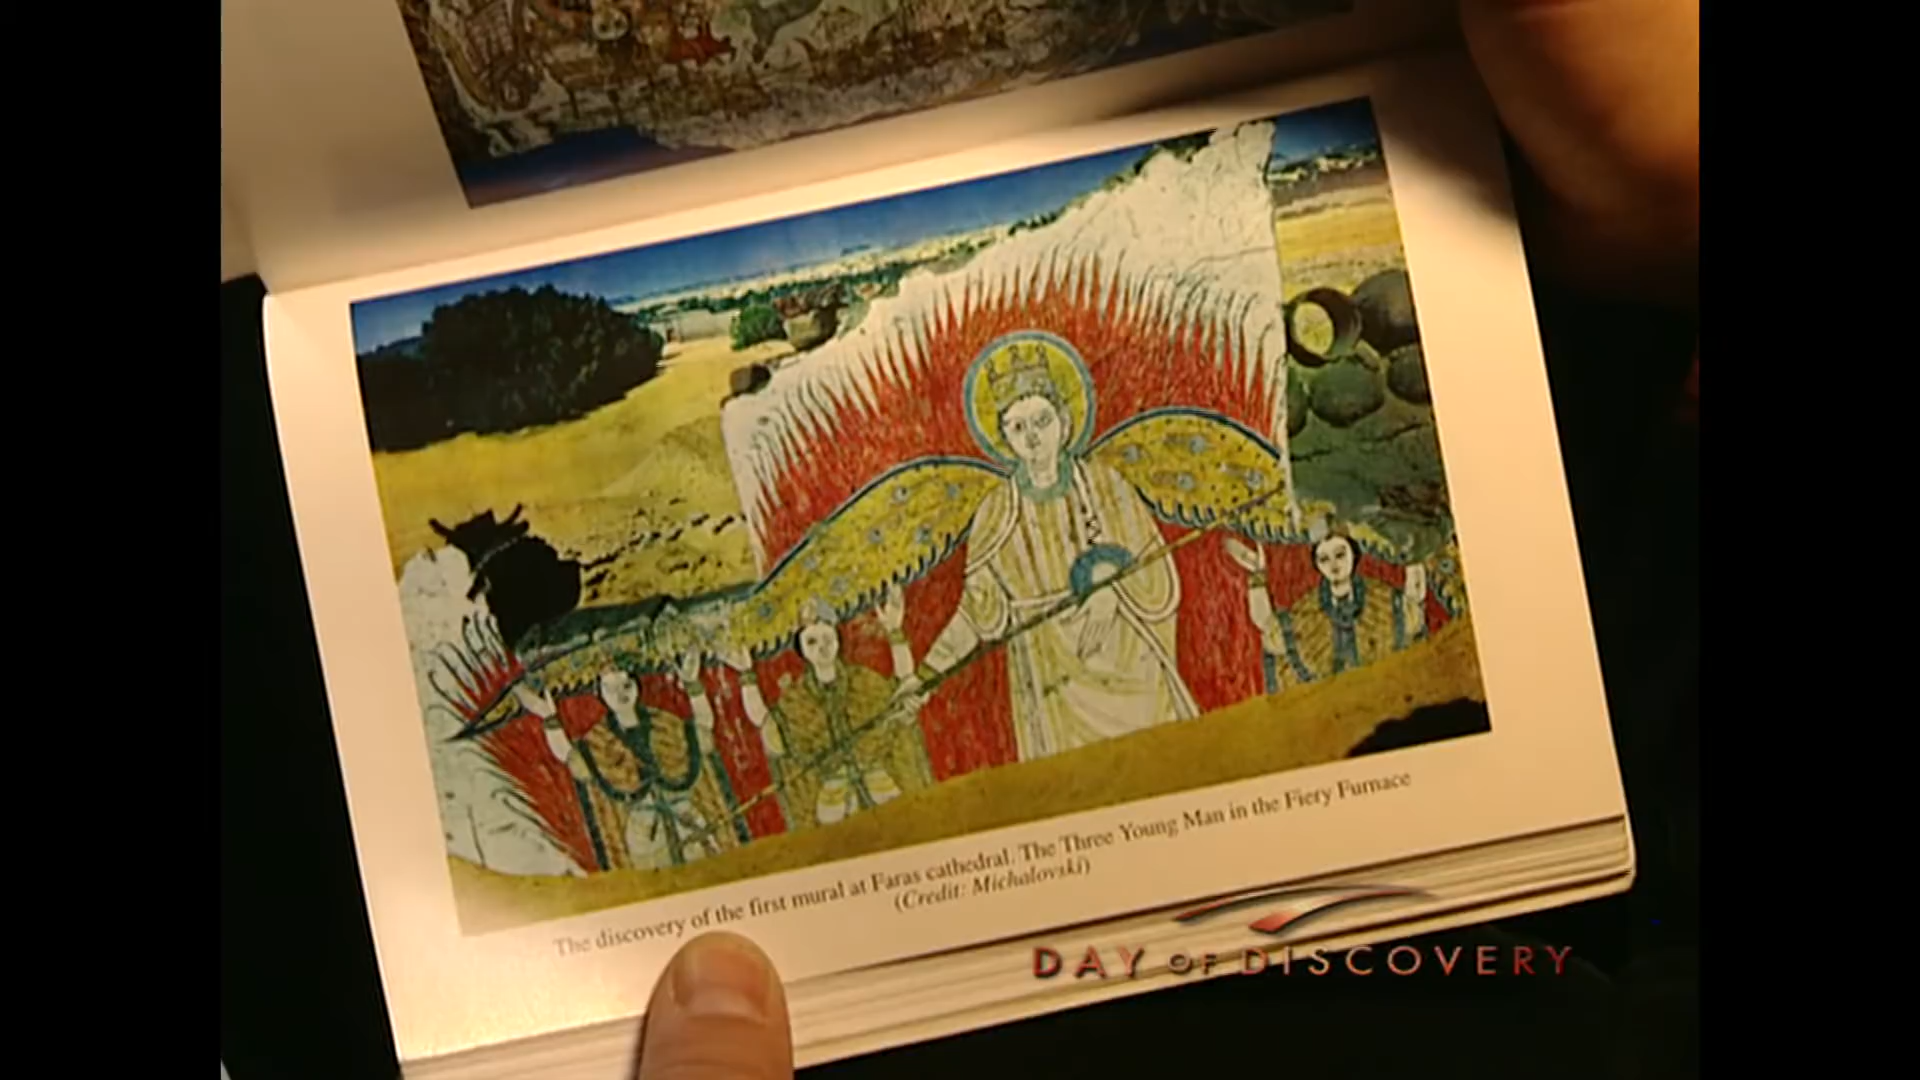 The discovery of the first mural at Faras cathedral. The Three Young Man in the Fiery Furnace
(Credit: Michalovski)
DAY OF DISCOVERY